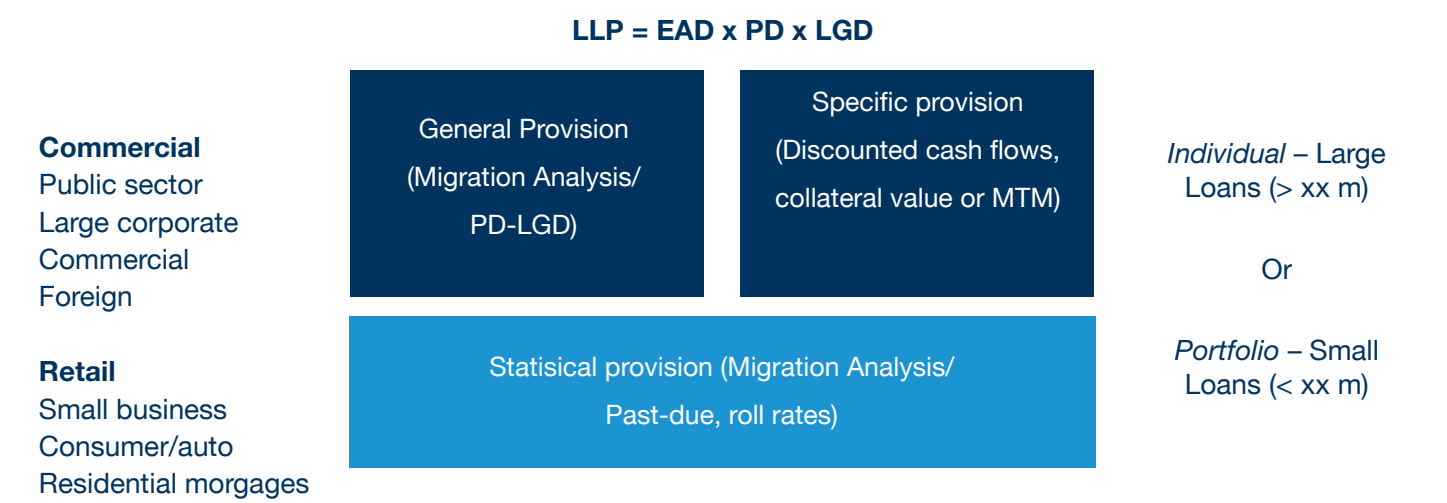 LLP = EAD x PD x LGD
Commercial
Public sector
Large corporate
Commercial
Foreign
Retail
Small business
Consumer/auto
Residential morgages
General Provision
(Migration Analysis/
PD-LGD)
Specific provision
(Discounted cash flows,
collateral value or MTM)
Statisical provision (Migration Analysis/
Past-due, roll rates)
Individual – Large
Loans (> xx m)
Or
Portfolio – Small
Loans (< xx m)